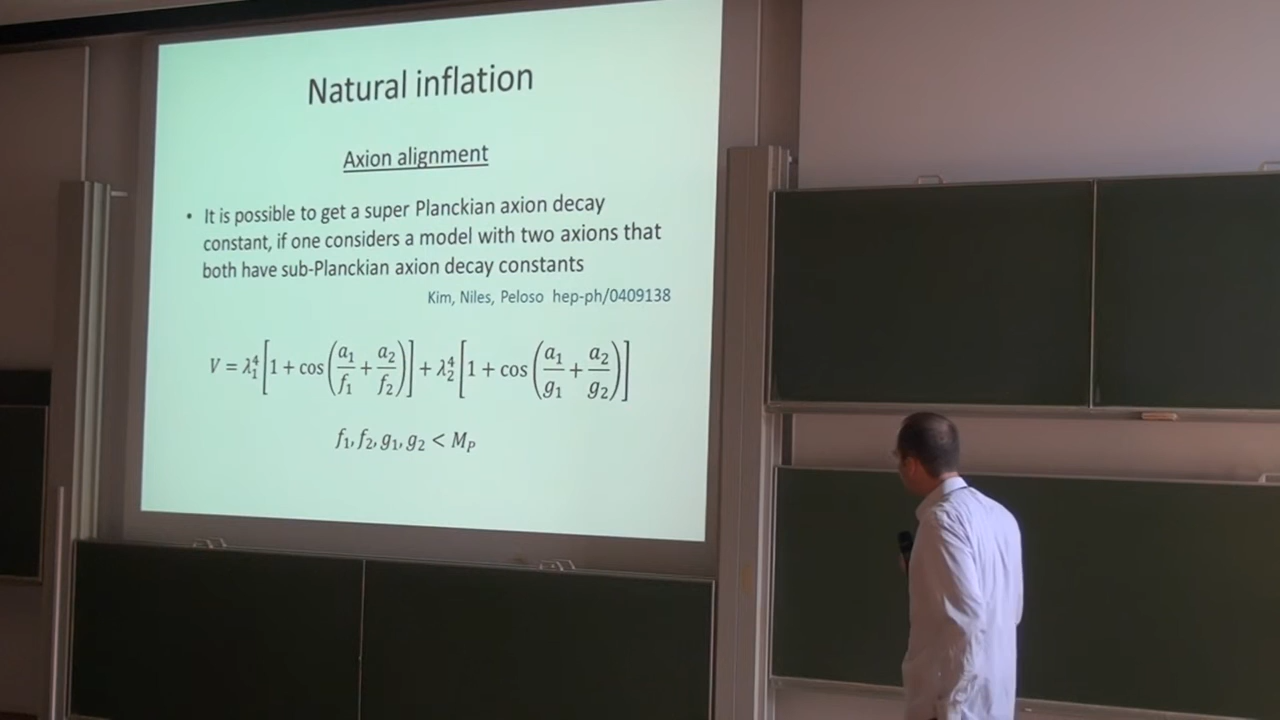 Natural inflation
Axion alignment
• It is possible to get a super Planckian axion decay
constant, if one considers a model with two axions that
both have sub-Planckian axion decay constants
Kim, Niles, Peloso hep-ph/0409138
V = λ₁⁴[1 + cos(a₁/f₁ + a₂/f₂)] + λ₂⁴[1 + cos(a₁/g₁ + a₂/g₂)]
f₁, f₂, g₁, g₂ < M_P